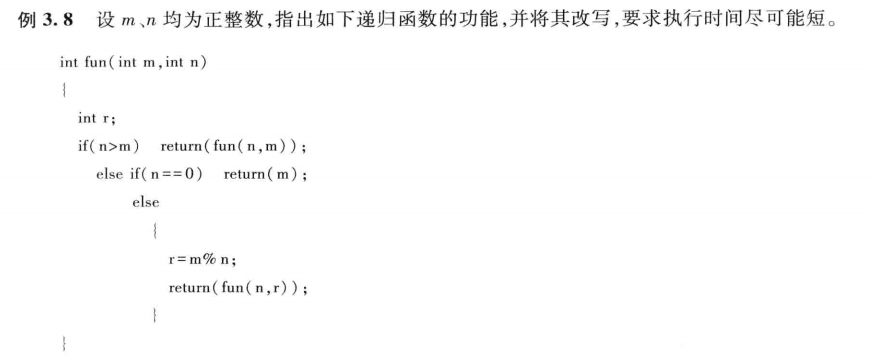 例 3.8 设 m、n 均为正整数,指出如下递归函数的功能,并将其改写,要求执行时间尽可能短。
int fun(int m,int n)
{
int r;
if(n>m) return(fun(n,m));
else if(n==0) return(m);
else
{
r=m% n;
return(fun(n,r));
}
}